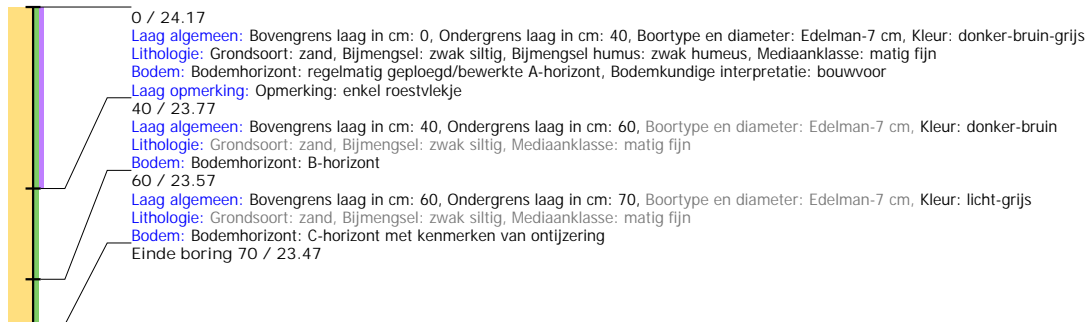 0 / 24.17
Laag algemeen: Bovengrens laag in cm: 0, Ondergrens laag in cm: 40, Boortype en diameter: Edelman-7 cm, Kleur: donker-bruin-grijs
Lithologie: Grondsoort: zand, Bijmengsel: zwak siltig, Bijmengsel humus: zwak humeus, Mediaanklasse: matig fijn
Bodem: Bodemhorizont: regelmatig geploegd/bewerkte A-horizont, Bodemkundige interpretatie: bouwvoor
Laag opmerking: Opmerking: enkel roestvlekje
40 / 23.77
Laag algemeen: Bovengrens laag in cm: 40, Ondergrens laag in cm: 60, Boortype en diameter: Edelman-7 cm, Kleur: donker-bruin
Lithologie: Grondsoort: zand, Bijmengsel: zwak siltig, Mediaanklasse: matig fijn
Bodem: Bodemhorizont: B-horizont
60 / 23.57
Laag algemeen: Bovengrens laag in cm: 60, Ondergrens laag in cm: 70, Boortype en diameter: Edelman-7 cm, Kleur: licht-grijs
Lithologie: Grondsoort: zand, Bijmengsel: zwak siltig, Mediaanklasse: matig fijn
Bodem: Bodemhorizont: C-horizont met kenmerken van ontijzering
Einde boring 70 / 23.47